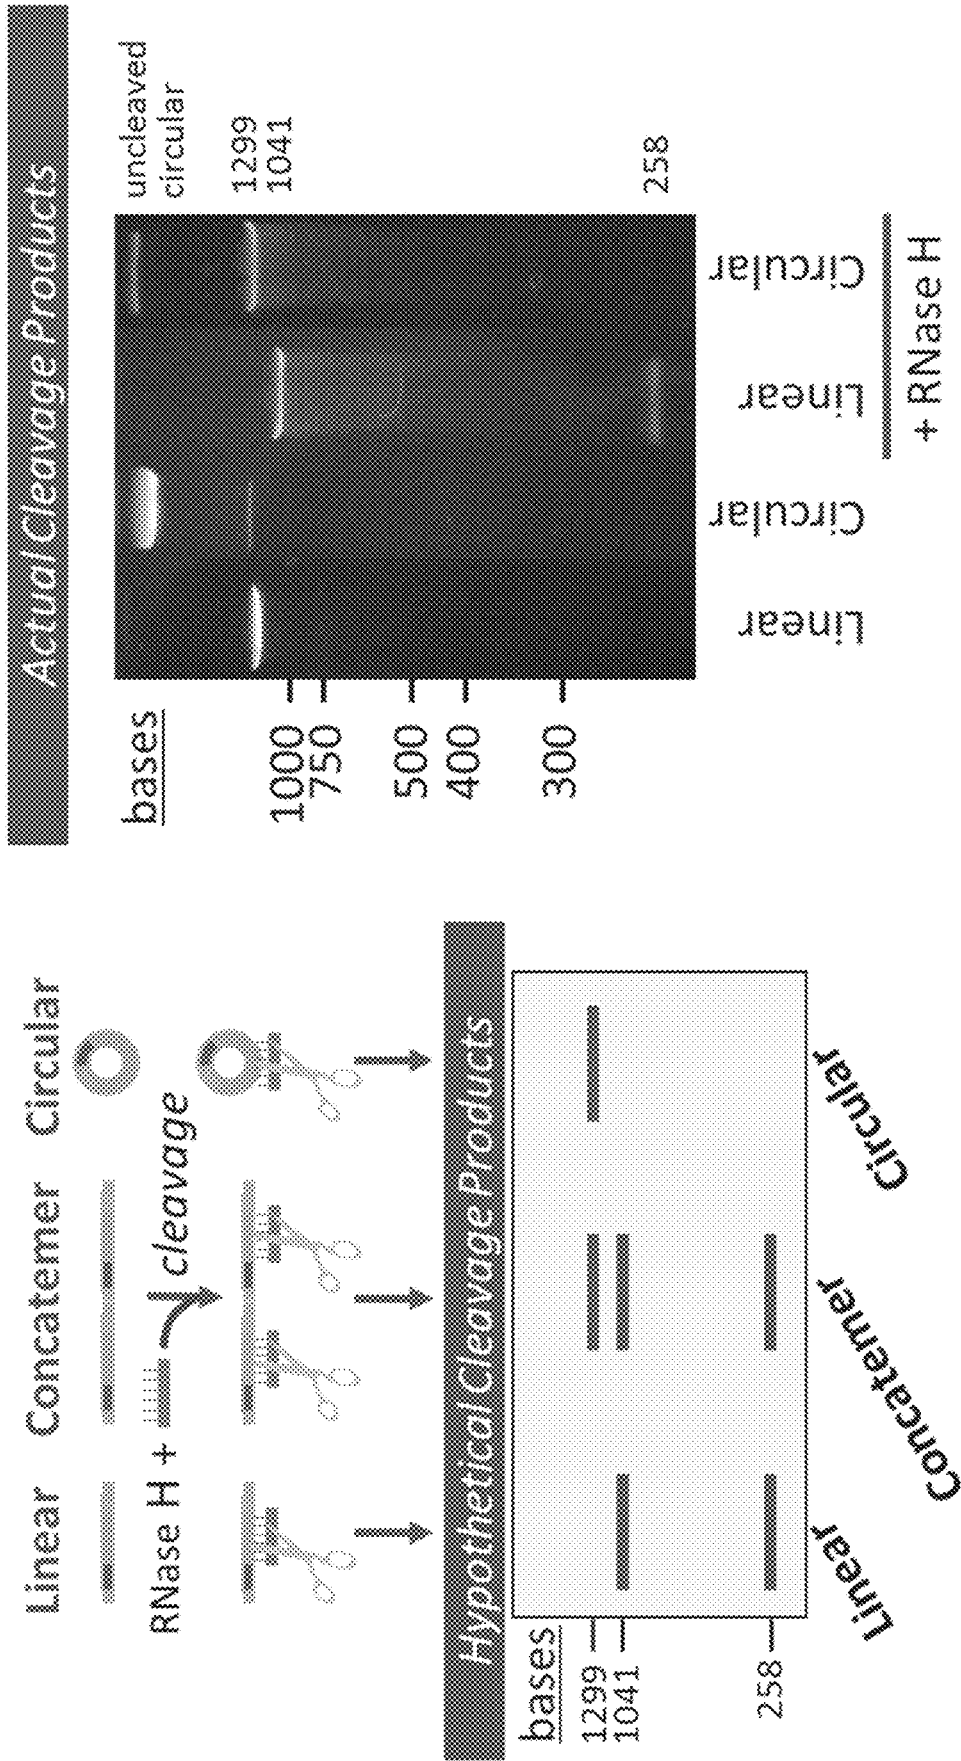 Linear Concatemer Circular
RNase H +
cleavage
Hypothetical Cleavage Products
bases
1299
1041
258
Linear
Concatemer
Circular
Actual Cleavage Products
bases
1000
750
500
400
300
uncleaved
circular
1299
1041
258
Linear Circular Linear Circular
+ RNase H